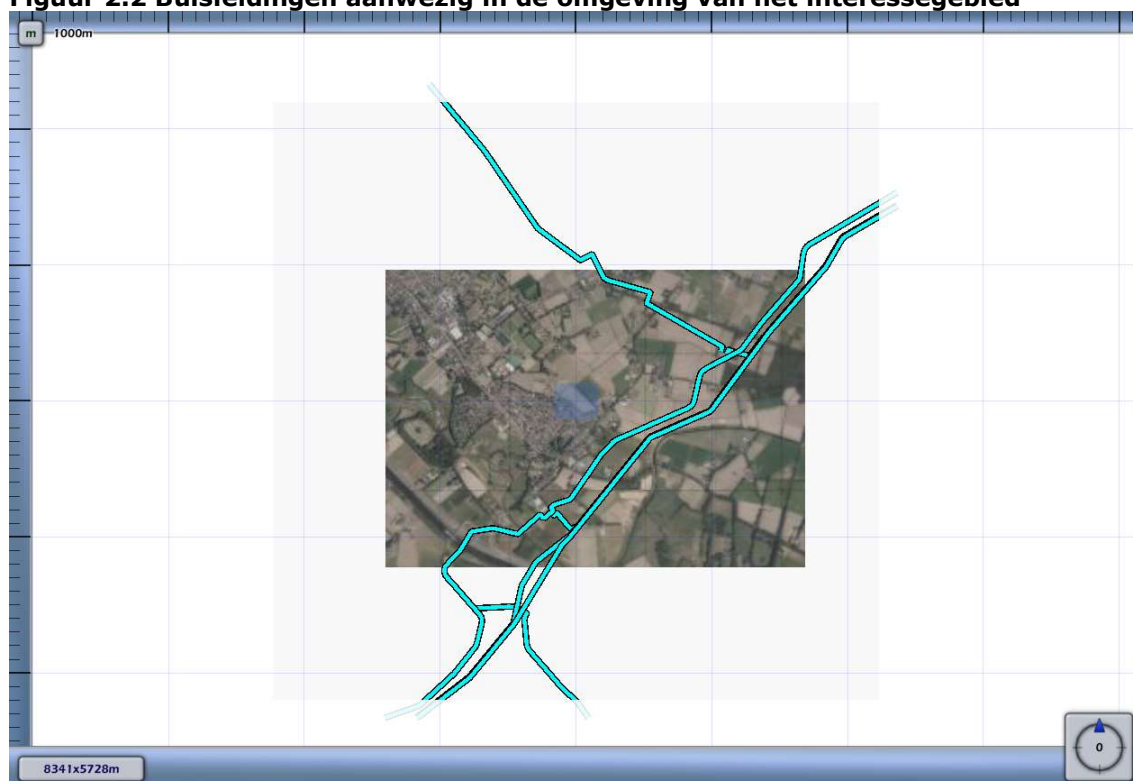 Figuur 2.2 Buisleidingen aanwezig in de omgeving van het interessegebied
m 1000m
0
8341x5728m